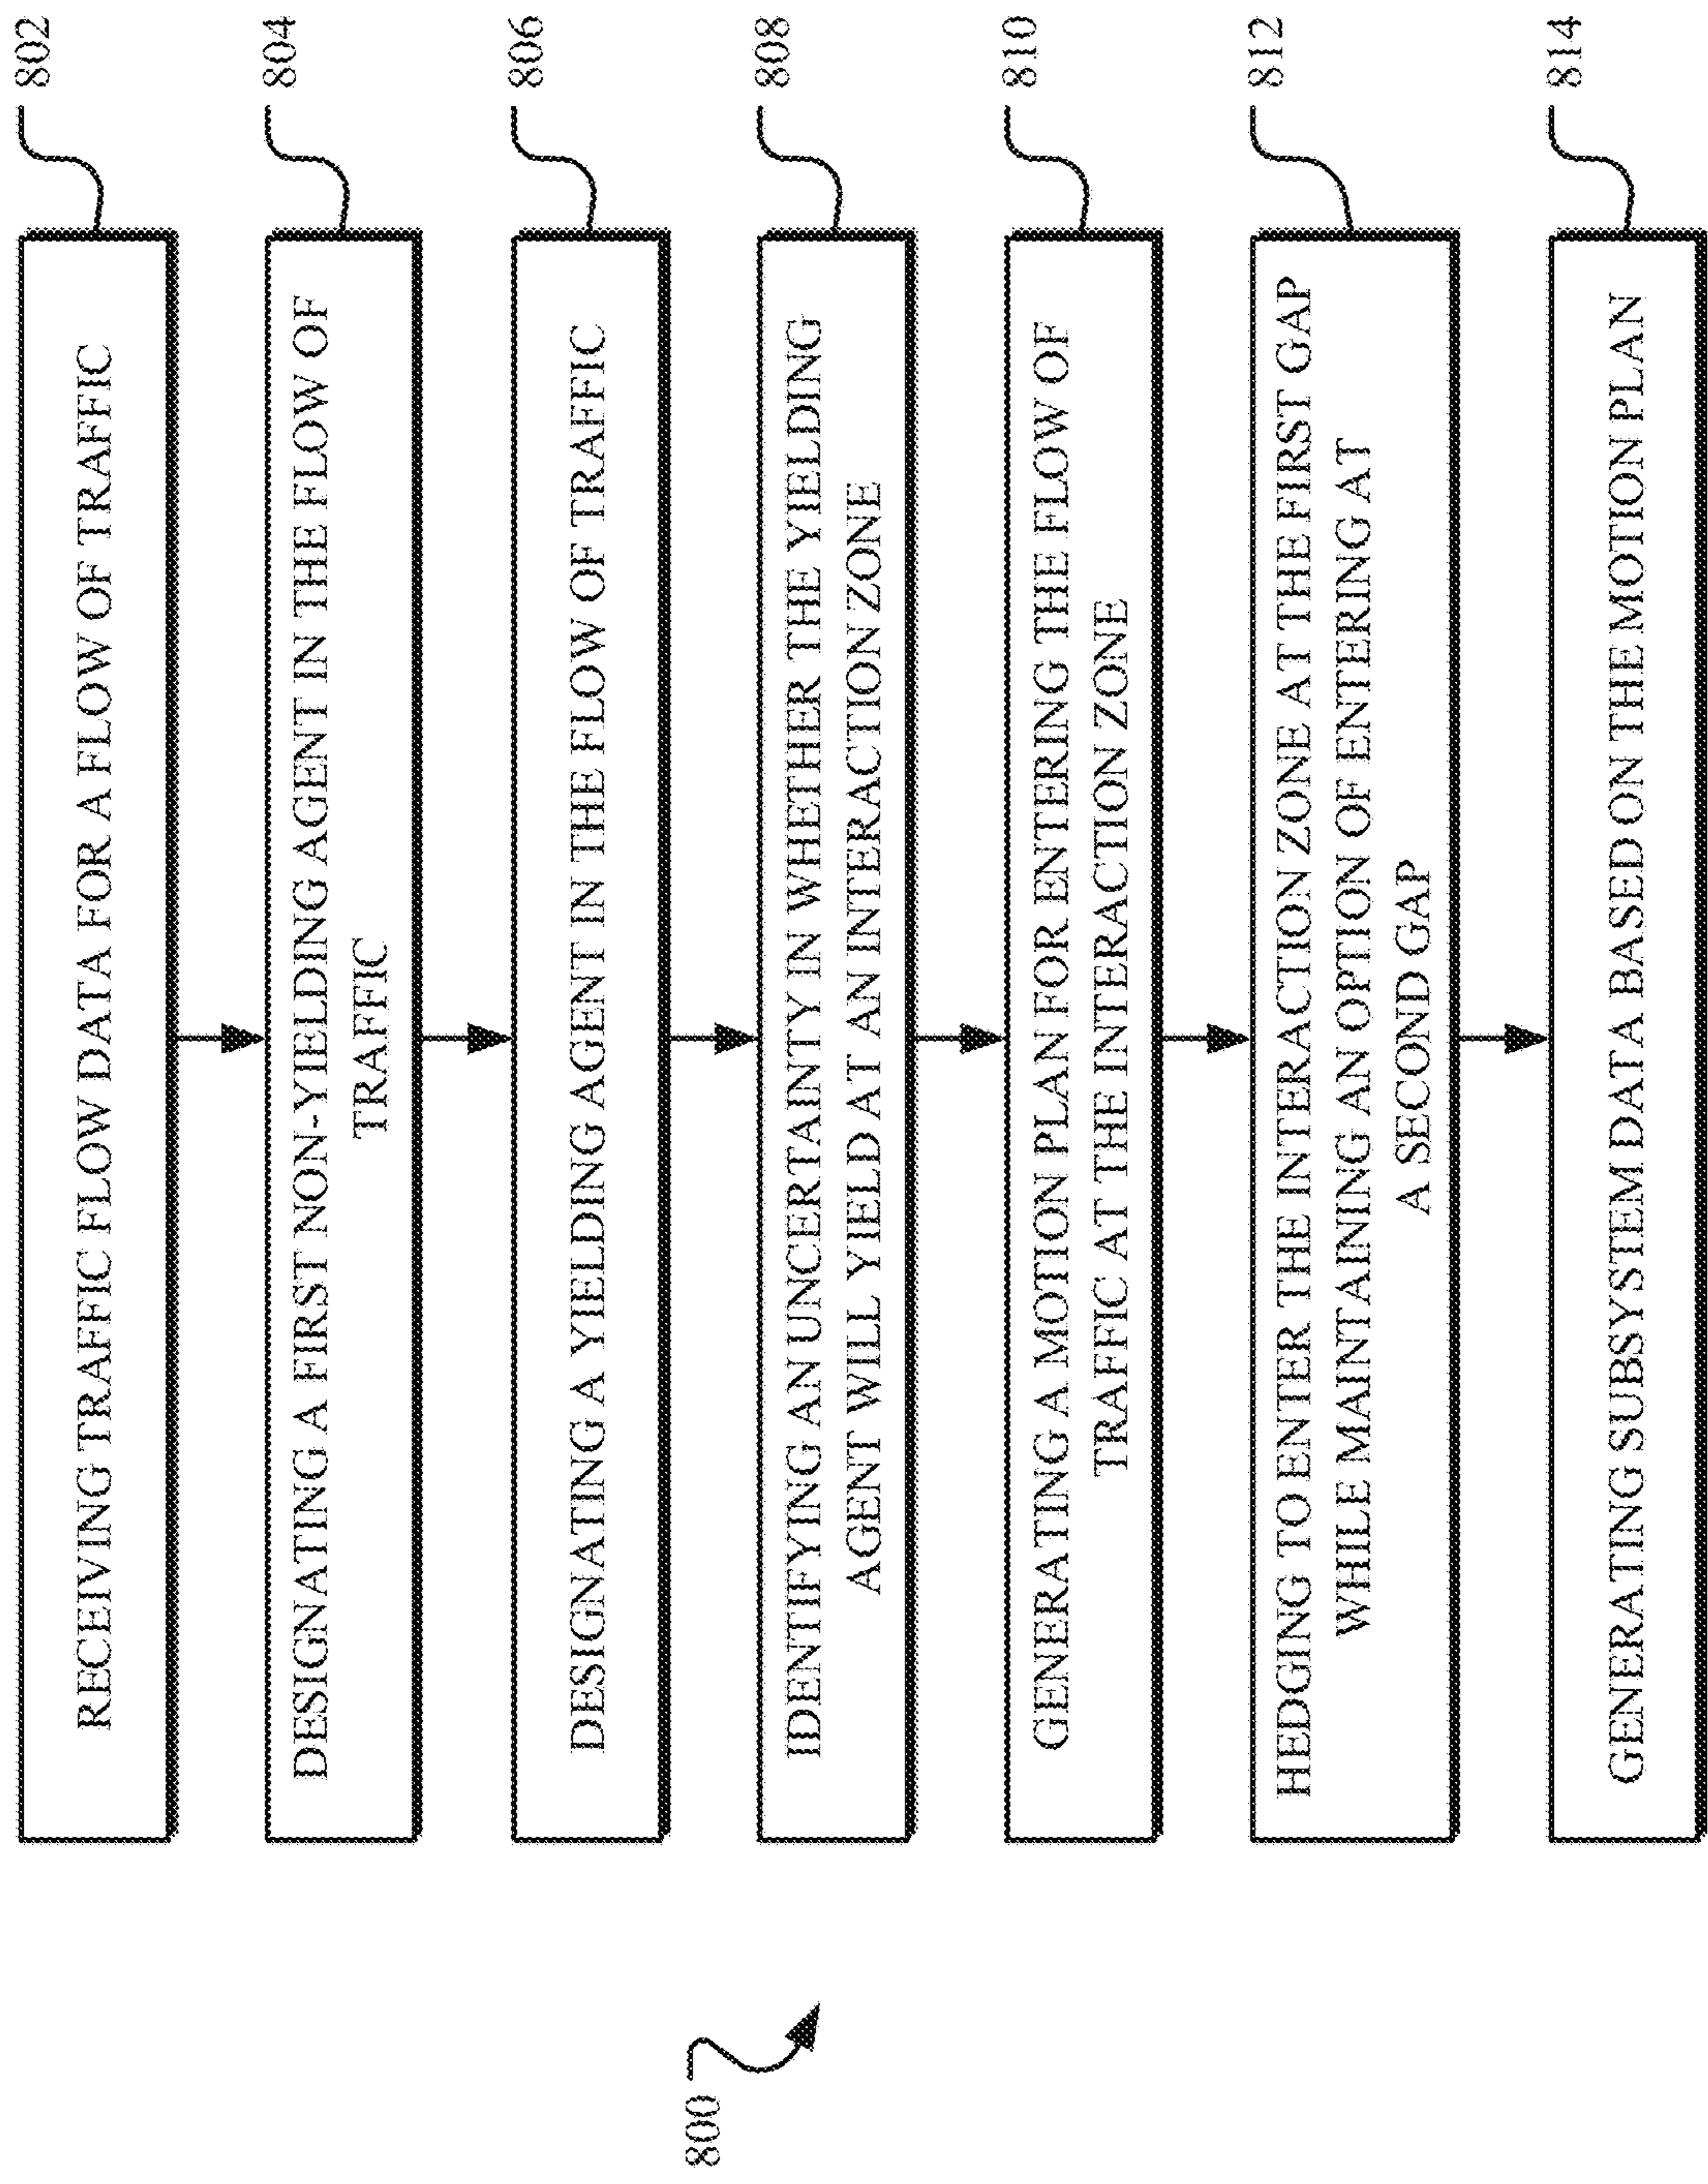 800
RECEIVING TRAFFIC FLOW DATA FOR A FLOW OF TRAFFIC
802
DESIGNATING A FIRST NON-YIELDING AGENT IN THE FLOW OF
TRAFFIC
804
DESIGNATING A YIELDING AGENT IN THE FLOW OF TRAFFIC
806
IDENTIFYING AN UNCERTAINTY IN WHETHER THE YIELDING
AGENT WILL YIELD AT AN INTERACTION ZONE
808
GENERATING A MOTION PLAN FOR ENTERING THE FLOW OF
TRAFFIC AT THE INTERACTION ZONE
810
HEDGING TO ENTER THE INTERACTION ZONE AT THE FIRST GAP
WHILE MAINTAINING AN OPTION OF ENTERING AT
A SECOND GAP
812
GENERATING SUBSYSTEM DATA BASED ON THE MOTION PLAN
814